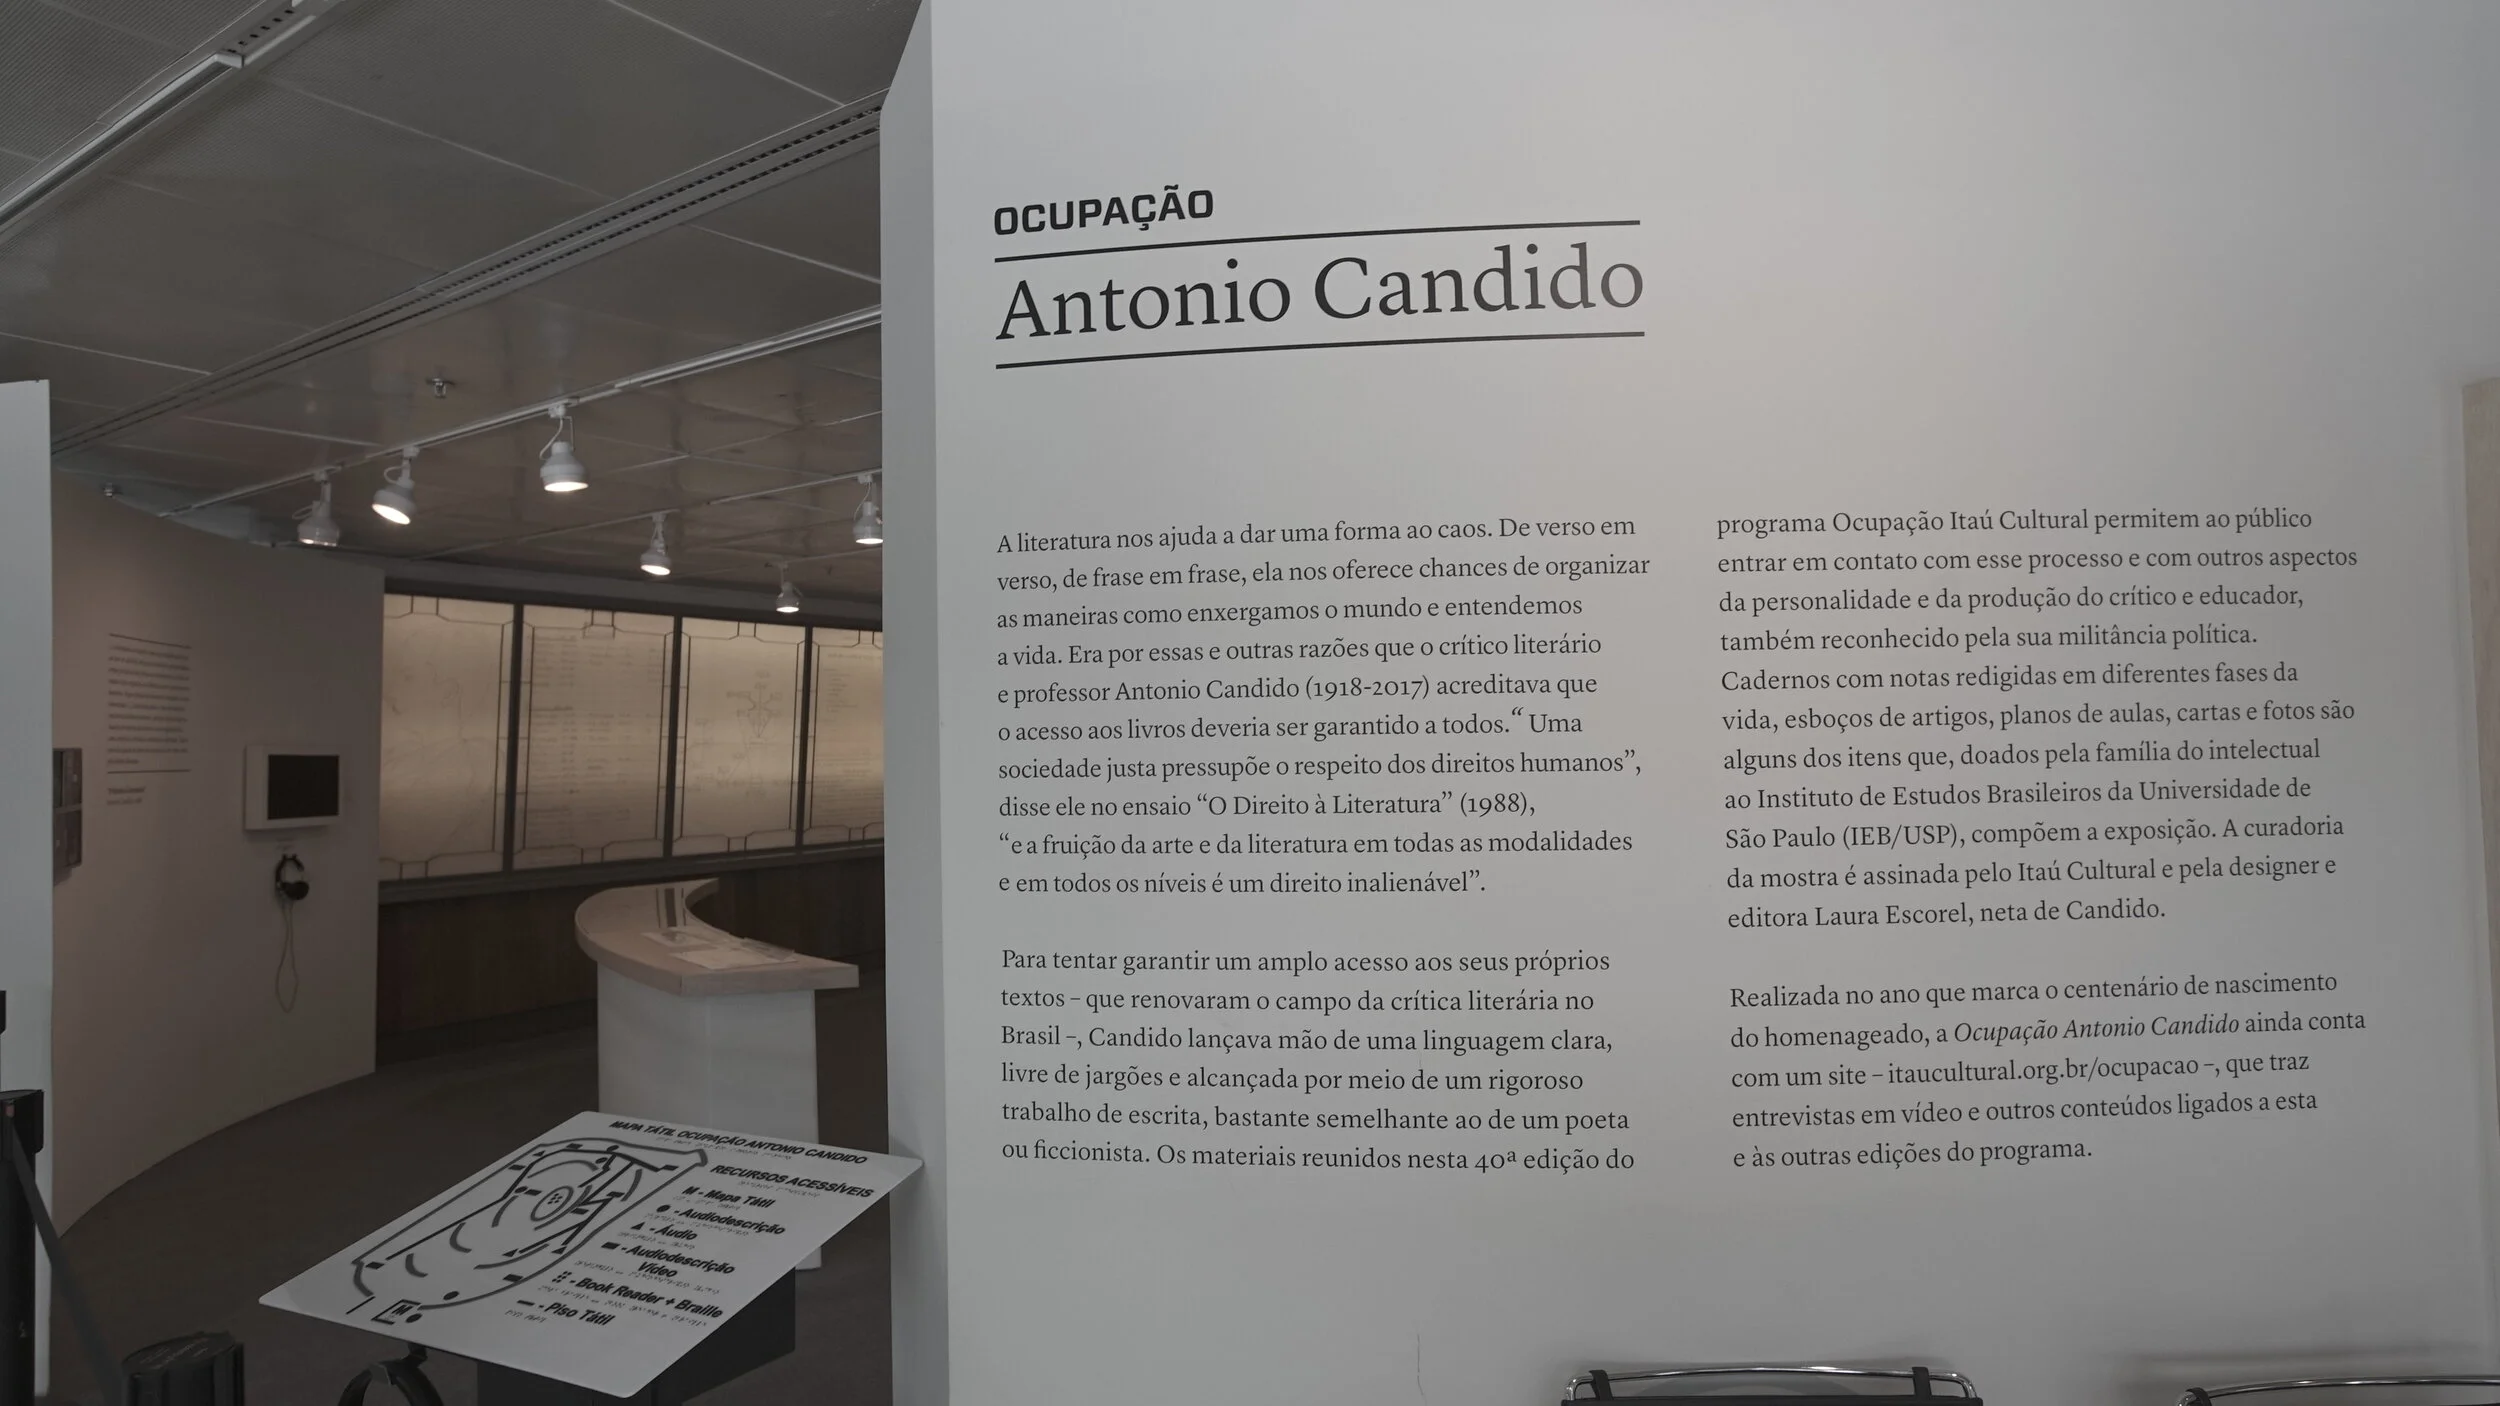 OCUPAÇÃO
Antonio Candido
A literatura nos ajuda a dar uma forma ao caos. De verso em
verso, de frase em frase, ela nos oferece chances de organizar
as maneiras como enxergamos o mundo e entendemos
a vida. Era por essas e outras razões que o crítico literário
e professor Antonio Candido (1918-2017) acreditava que
o acesso aos livros deveria ser garantido a todos. “ Uma
sociedade justa pressupõe o respeito dos direitos humanos”,
disse ele no ensaio “O Direito à Literatura” (1988),
“e a fruição da arte e da literatura em todas as modalidades
e em todos os níveis é um direito inalienável”.
Para tentar garantir um amplo acesso aos seus próprios
textos – que renovaram o campo da crítica literária no
Brasil –, Candido lançava mão de uma linguagem clara,
livre de jargões e alcançada por meio de um rigoroso
trabalho de escrita, bastante semelhante ao de um poeta
ou ficcionista. Os materiais reunidos nesta 40ª edição do
programa Ocupação Itaú Cultural permitem ao público
entrar em contato com esse processo e com outros aspectos
da personalidade e da produção do crítico e educador,
também reconhecido pela sua militância política.
Cadernos com notas redigidas em diferentes fases da
vida, esboços de artigos, planos de aulas, cartas e fotos são
alguns dos itens que, doados pela família do intelectual
ao Instituto de Estudos Brasileiros da Universidade de
São Paulo (IEB/USP), compõem a exposição. A curadoria
da mostra é assinada pelo Itaú Cultural e pela designer e
editora Laura Escorel, neta de Candido.
Realizada no ano que marca o centenário de nascimento
do homenageado, a Ocupação Antonio Candido ainda conta
com um site – itaucultural.org.br/ocupacao –, que traz
entrevistas em vídeo e outros conteúdos ligados a esta
e às outras edições do programa.
MAPA TÁTIL OCUPAÇÃO ANTONIO CANDIDO
RECURSOS ACESSÍVEIS
M - Mapa Tátil
● - Audiodescrição
▲ - Áudio
▬ - Audiodescrição
Vídeo
⠿ - Book Reader + Braille
— - Piso Tátil
M